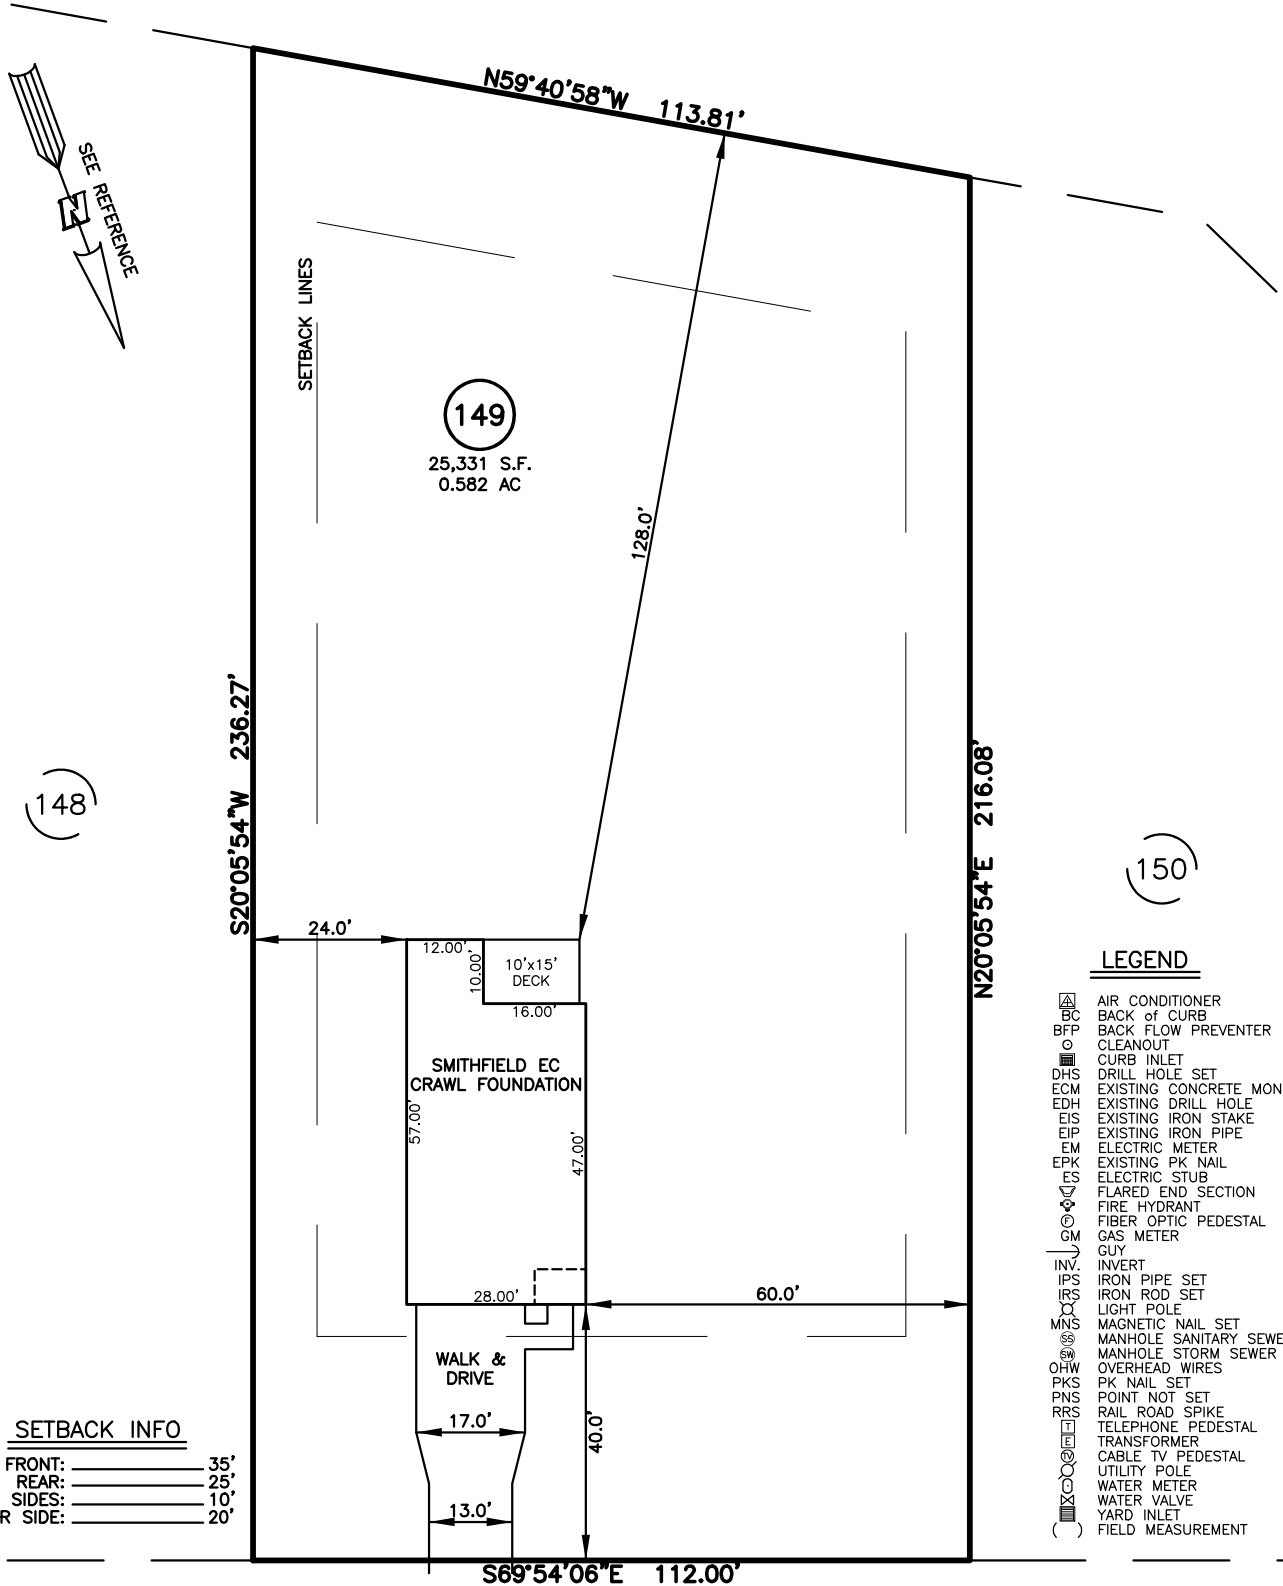 N59°40'58"W 113.81'
SEE REFERENCE
N
SETBACK LINES
149
25,331 S.F.
0.582 AC
128.0'
S20°05'54"W 236.27'
N20°05'54"E 216.08'
148
150
24.0'
12.00'
10.00'
10'x15'
DECK
16.00'
SMITHFIELD EC
CRAWL FOUNDATION
57.00'
47.00'
28.00'
60.0'
WALK &
DRIVE
17.0'
40.0'
13.0'
S69°54'06"E 112.00'
SETBACK INFO
FRONT: 35'
REAR: 25'
SIDES: 10'
R SIDE: 20'
LEGEND
A AIR CONDITIONER
BC BACK of CURB
BFP BACK FLOW PREVENTER
CLEANOUT
CURB INLET
DHS DRILL HOLE SET
ECM EXISTING CONCRETE MON
EDH EXISTING DRILL HOLE
EIS EXISTING IRON STAKE
EIP EXISTING IRON PIPE
EM ELECTRIC METER
EPK EXISTING PK NAIL
ES ELECTRIC STUB
FLARED END SECTION
FIRE HYDRANT
F FIBER OPTIC PEDESTAL
GM GAS METER
GUY
INV. INVERT
IPS IRON PIPE SET
IRS IRON ROD SET
LIGHT POLE
MNS MAGNETIC NAIL SET
SS MANHOLE SANITARY SEWE
SW MANHOLE STORM SEWER
OHW OVERHEAD WIRES
PKS PK NAIL SET
PNS POINT NOT SET
RRS RAIL ROAD SPIKE
T TELEPHONE PEDESTAL
E TRANSFORMER
TV CABLE TV PEDESTAL
UTILITY POLE
WATER METER
WATER VALVE
YARD INLET
( ) FIELD MEASUREMENT